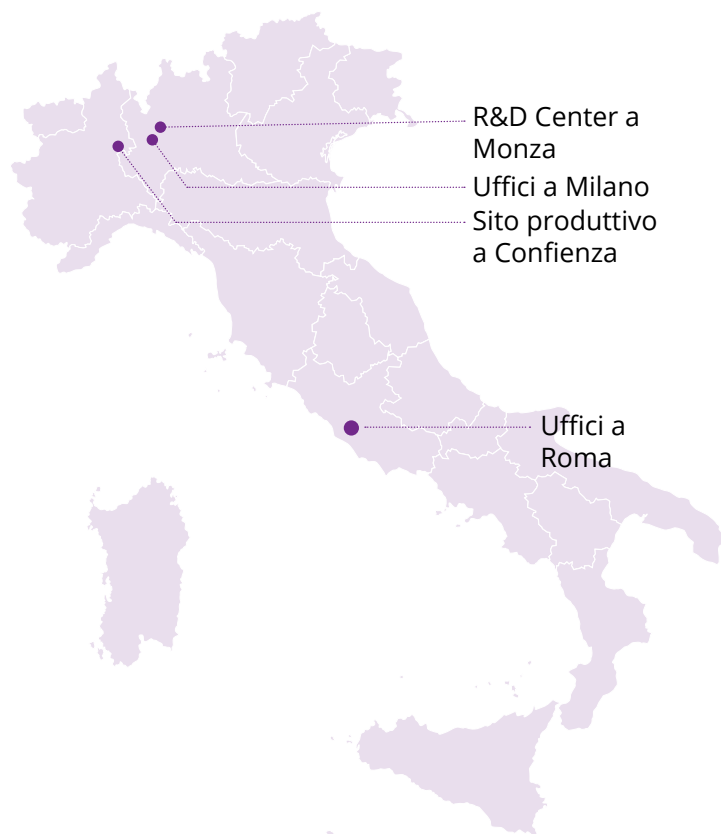 R&D Center a
Monza
Uffici a Milano
Sito produttivo
a Confienza
Uffici a
Roma